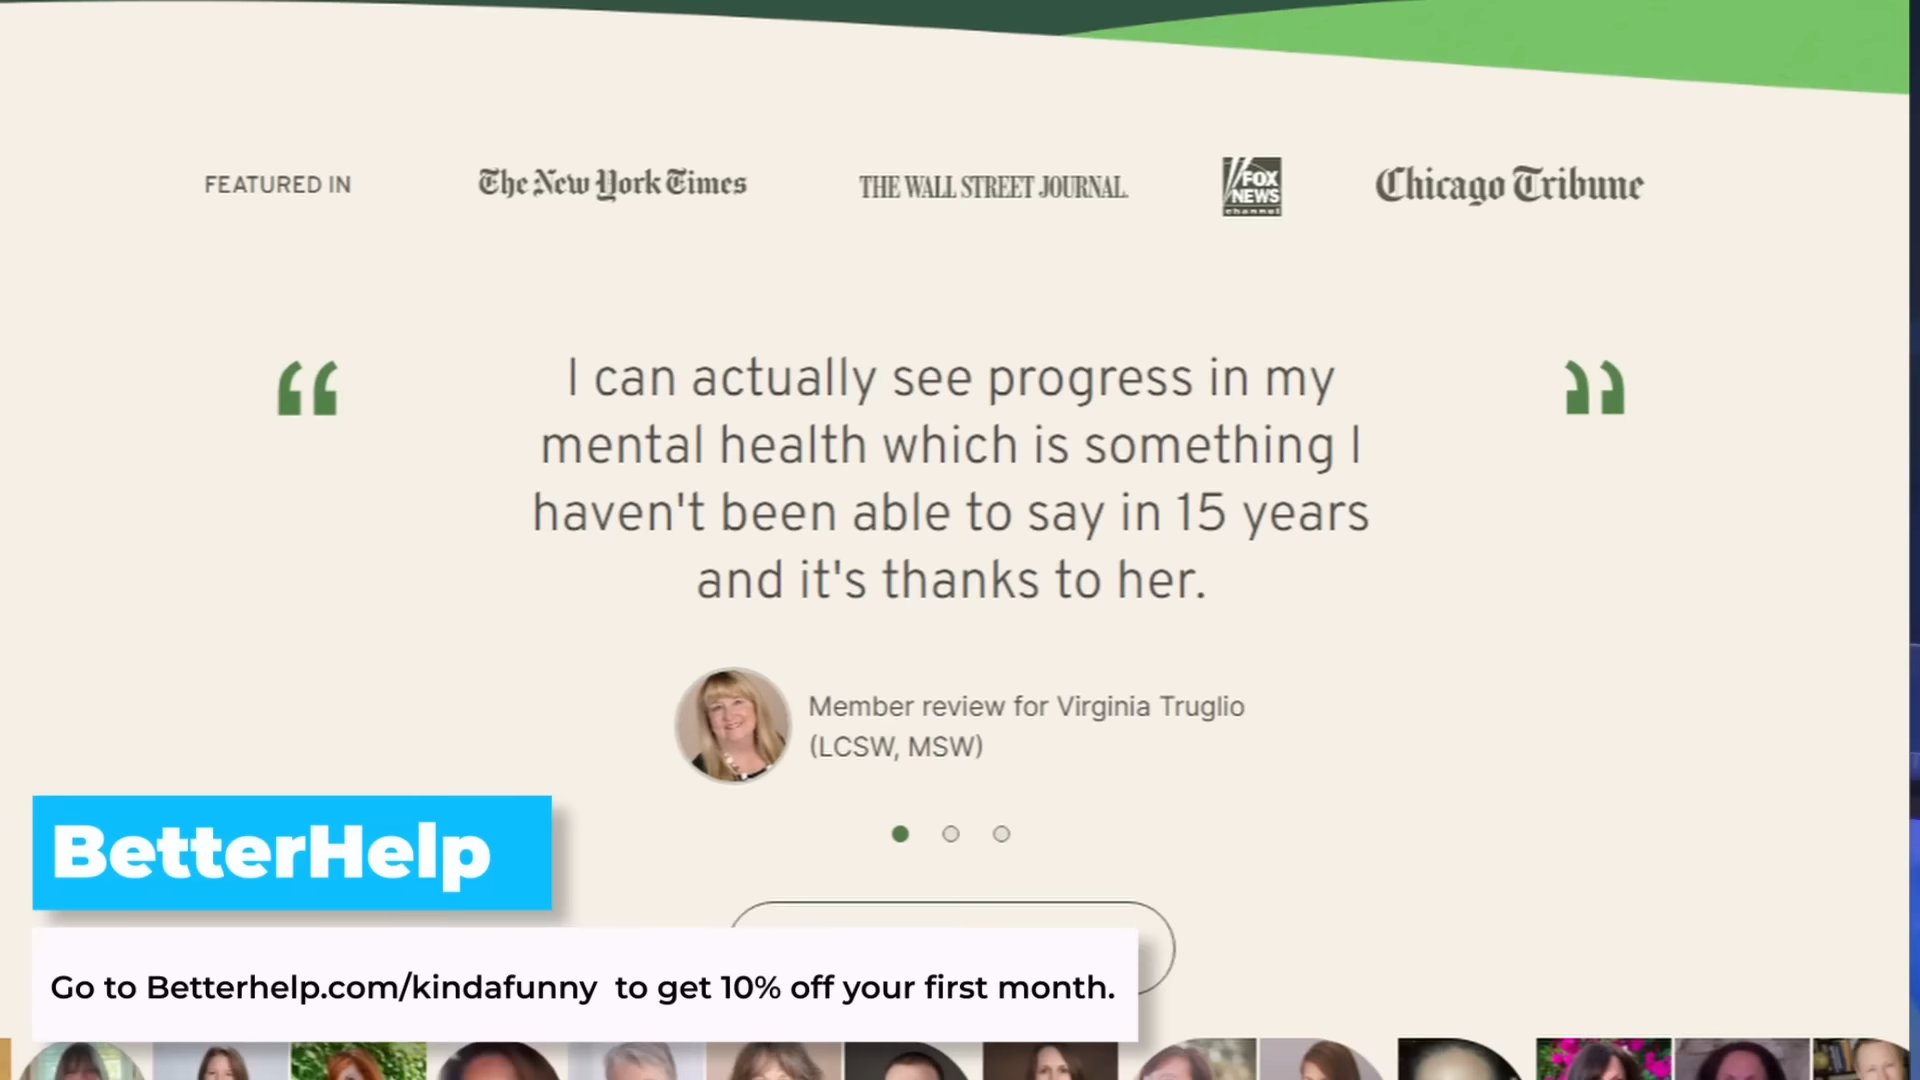 FEATURED IN
The New York Times
THE WALL STREET JOURNAL.
FOX
NEWS
channel
Chicago Tribune
“
I can actually see progress in my
mental health which is something I
haven't been able to say in 15 years
and it's thanks to her.
”
Member review for Virginia Truglio
(LCSW, MSW)
BetterHelp
Go to Betterhelp.com/kindafunny  to get 10% off your first month.